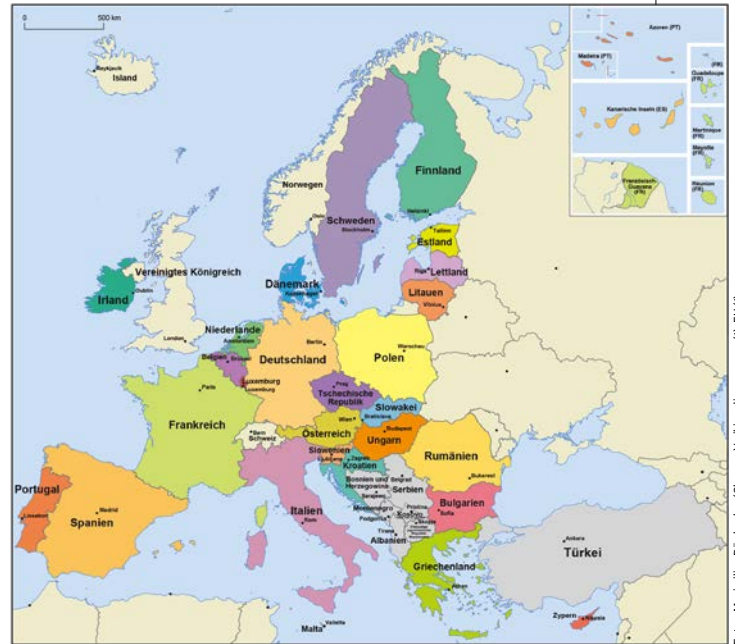 0
500 km
Reykjavik
Island
Azoren (PT)
Madeira (PT)
(FR)
Guadeloupe
(FR)
Kanarische Inseln (ES)
Martinique
(FR)
Mayotte
(FR)
Französisch-
Guayana
(FR)
Réunion
(FR)
Finnland
Helsinki
Norwegen
Oslo
Schweden
Stockholm
Tallinn
Estland
Riga
Lettland
Litauen
Vilnius
Dänemark
Kopenhagen
Vereinigtes Königreich
Dublin
Irland
London
Niederlande
Amsterdam
Belgien
Brüssel
Luxemburg
Luxemburg
Berlin
Deutschland
Warschau
Polen
Prag
Tschechische
Republik
Slowakei
Bratislava
Wien
Österreich
Budapest
Ungarn
Paris
Frankreich
Bern
Schweiz
Slowenien
Ljubljana
Zagreb
Kroatien
Rumänien
Bukarest
Bosnien und
Herzegowina
Sarajewo
Belgrad
Serbien
Montenegro
Podgorica
Pristina
Kosovo
Skopje
Sofia
Bulgarien
Tirana
Albanien
Portugal
Lissabon
Madrid
Spanien
Italien
Rom
Griechenland
Athen
Ankara
Türkei
Zypern
Nikosia
Malta
Valletta